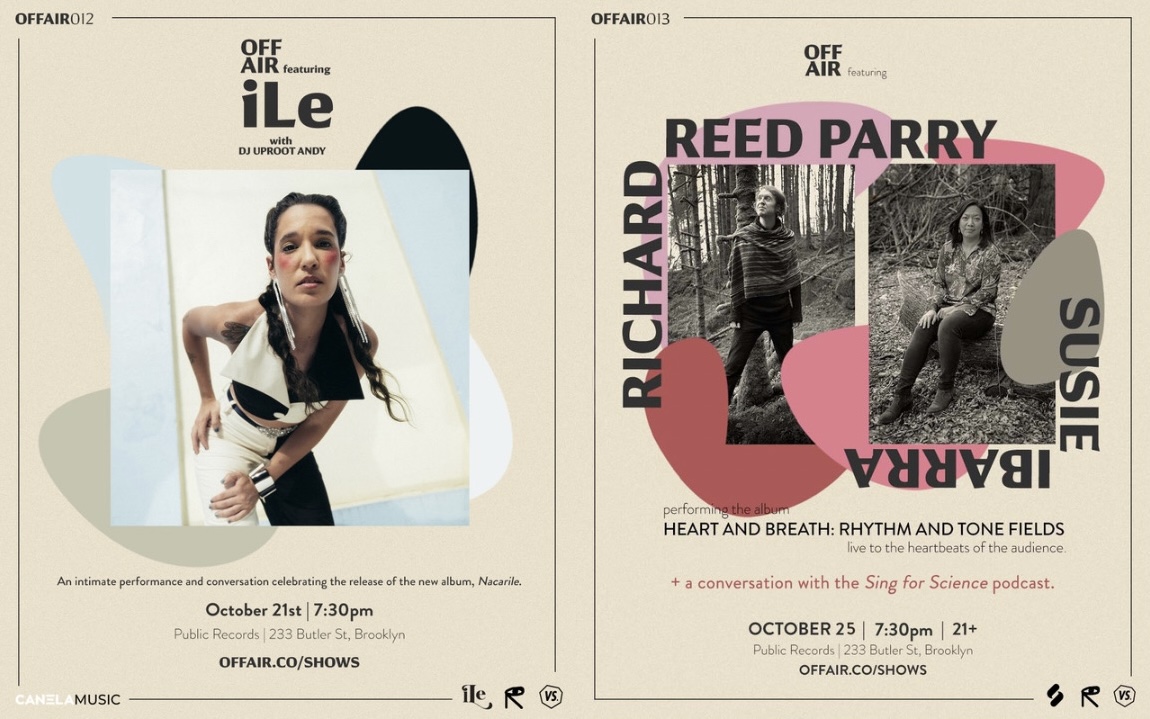 OFFAIR012
OFF
AIR featuring
iLe
with
DJ UPROOT ANDY
An intimate performance and conversation celebrating the release of the new album, Nacarile.
October 21st | 7:30pm
Public Records | 233 Butler St, Brooklyn
OFFAIR.CO/SHOWS
CANELAMUSIC
iLe
R
VS.
OFFAIR013
OFF
AIR featuring
RICHARD
REED PARRY
SUSIE
IBARRA
performing the album
HEART AND BREATH: RHYTHM AND TONE FIELDS
live to the heartbeats of the audience.
+ a conversation with the Sing for Science podcast.
OCTOBER 25 | 7:30pm | 21+
Public Records | 233 Butler St, Brooklyn
OFFAIR.CO/SHOWS
S
R
VS.